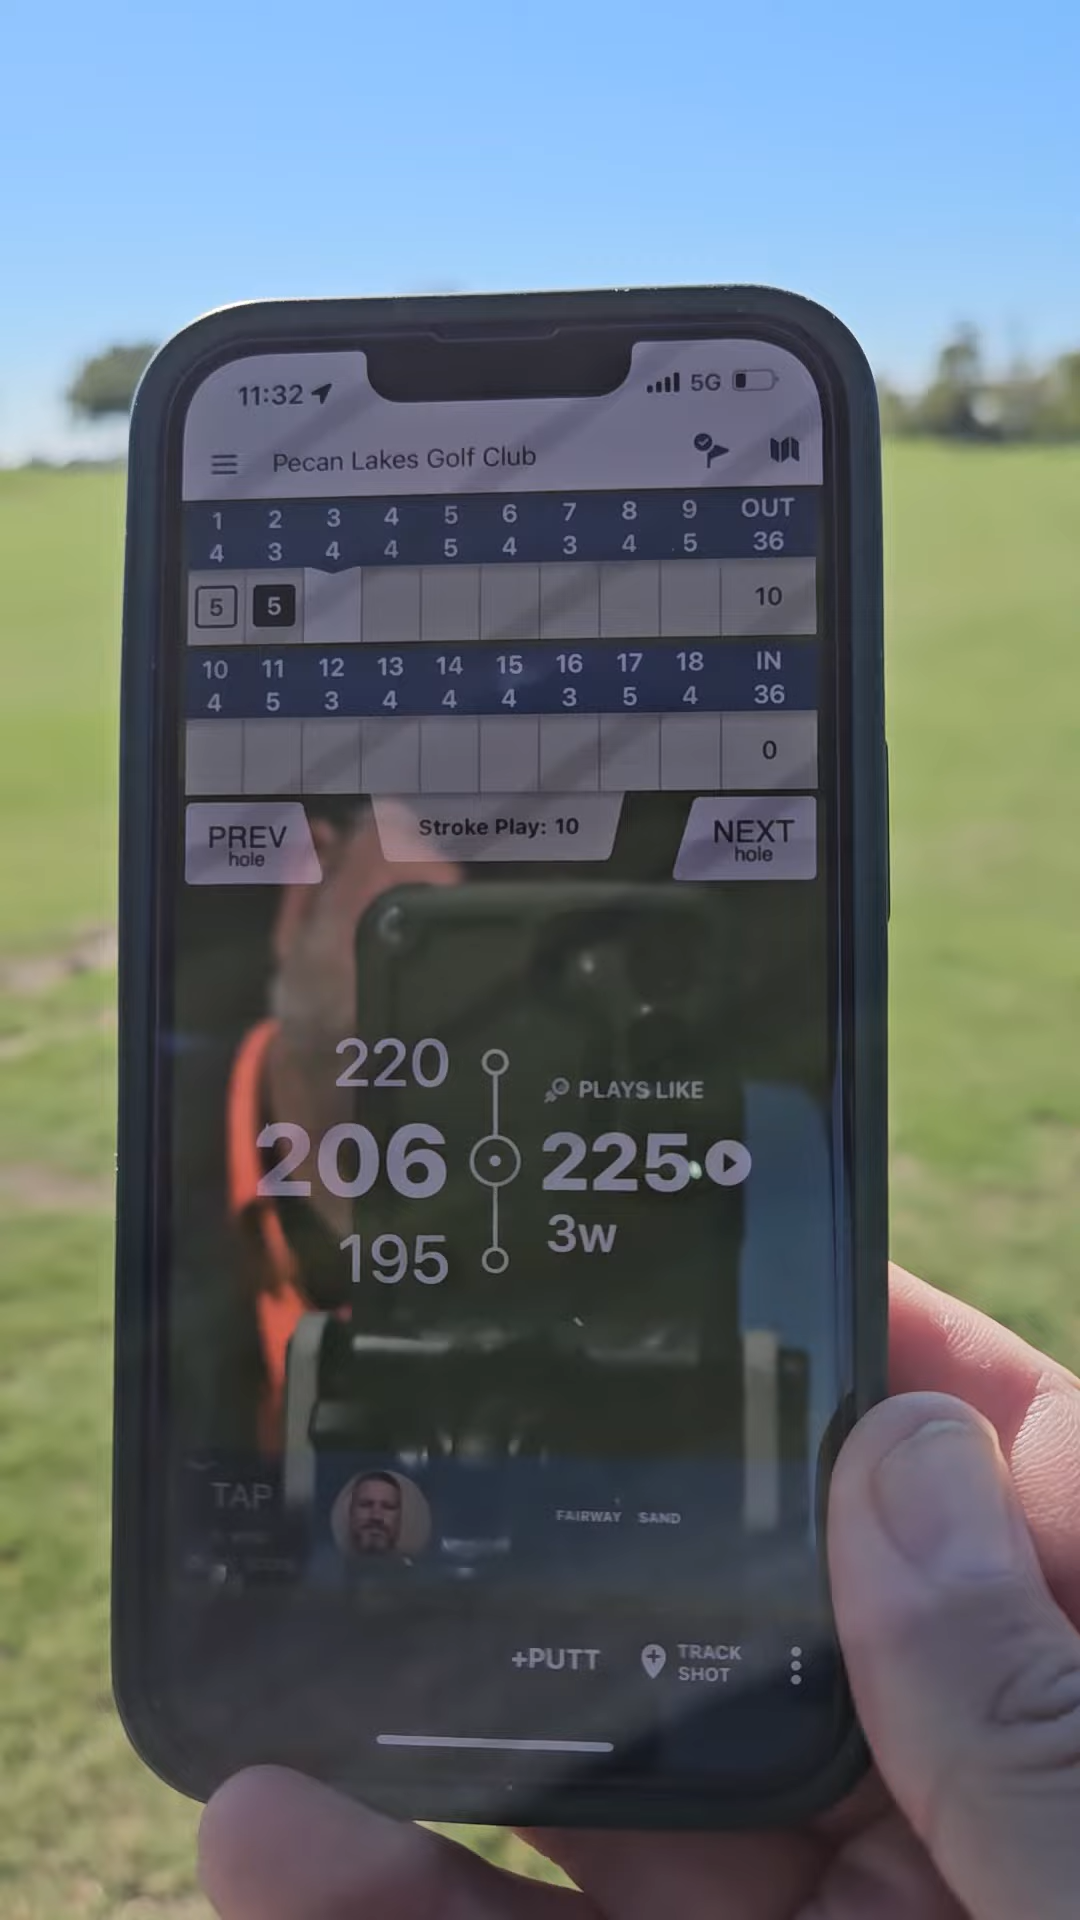 11:32 5G
Pecan Lakes Golf Club
1 2 3 4 5 6 7 8 9 OUT
4 3 4 4 5 4 3 4 5 36
5 5 10
10 11 12 13 14 15 16 17 18 IN
4 5 3 4 4 4 3 5 4 36
0
PREV
hole
Stroke Play: 10
NEXT
hole
220
206
195
PLAYS LIKE
225
3w
TAP
FAIRWAY SAND
+PUTT
TRACK
SHOT